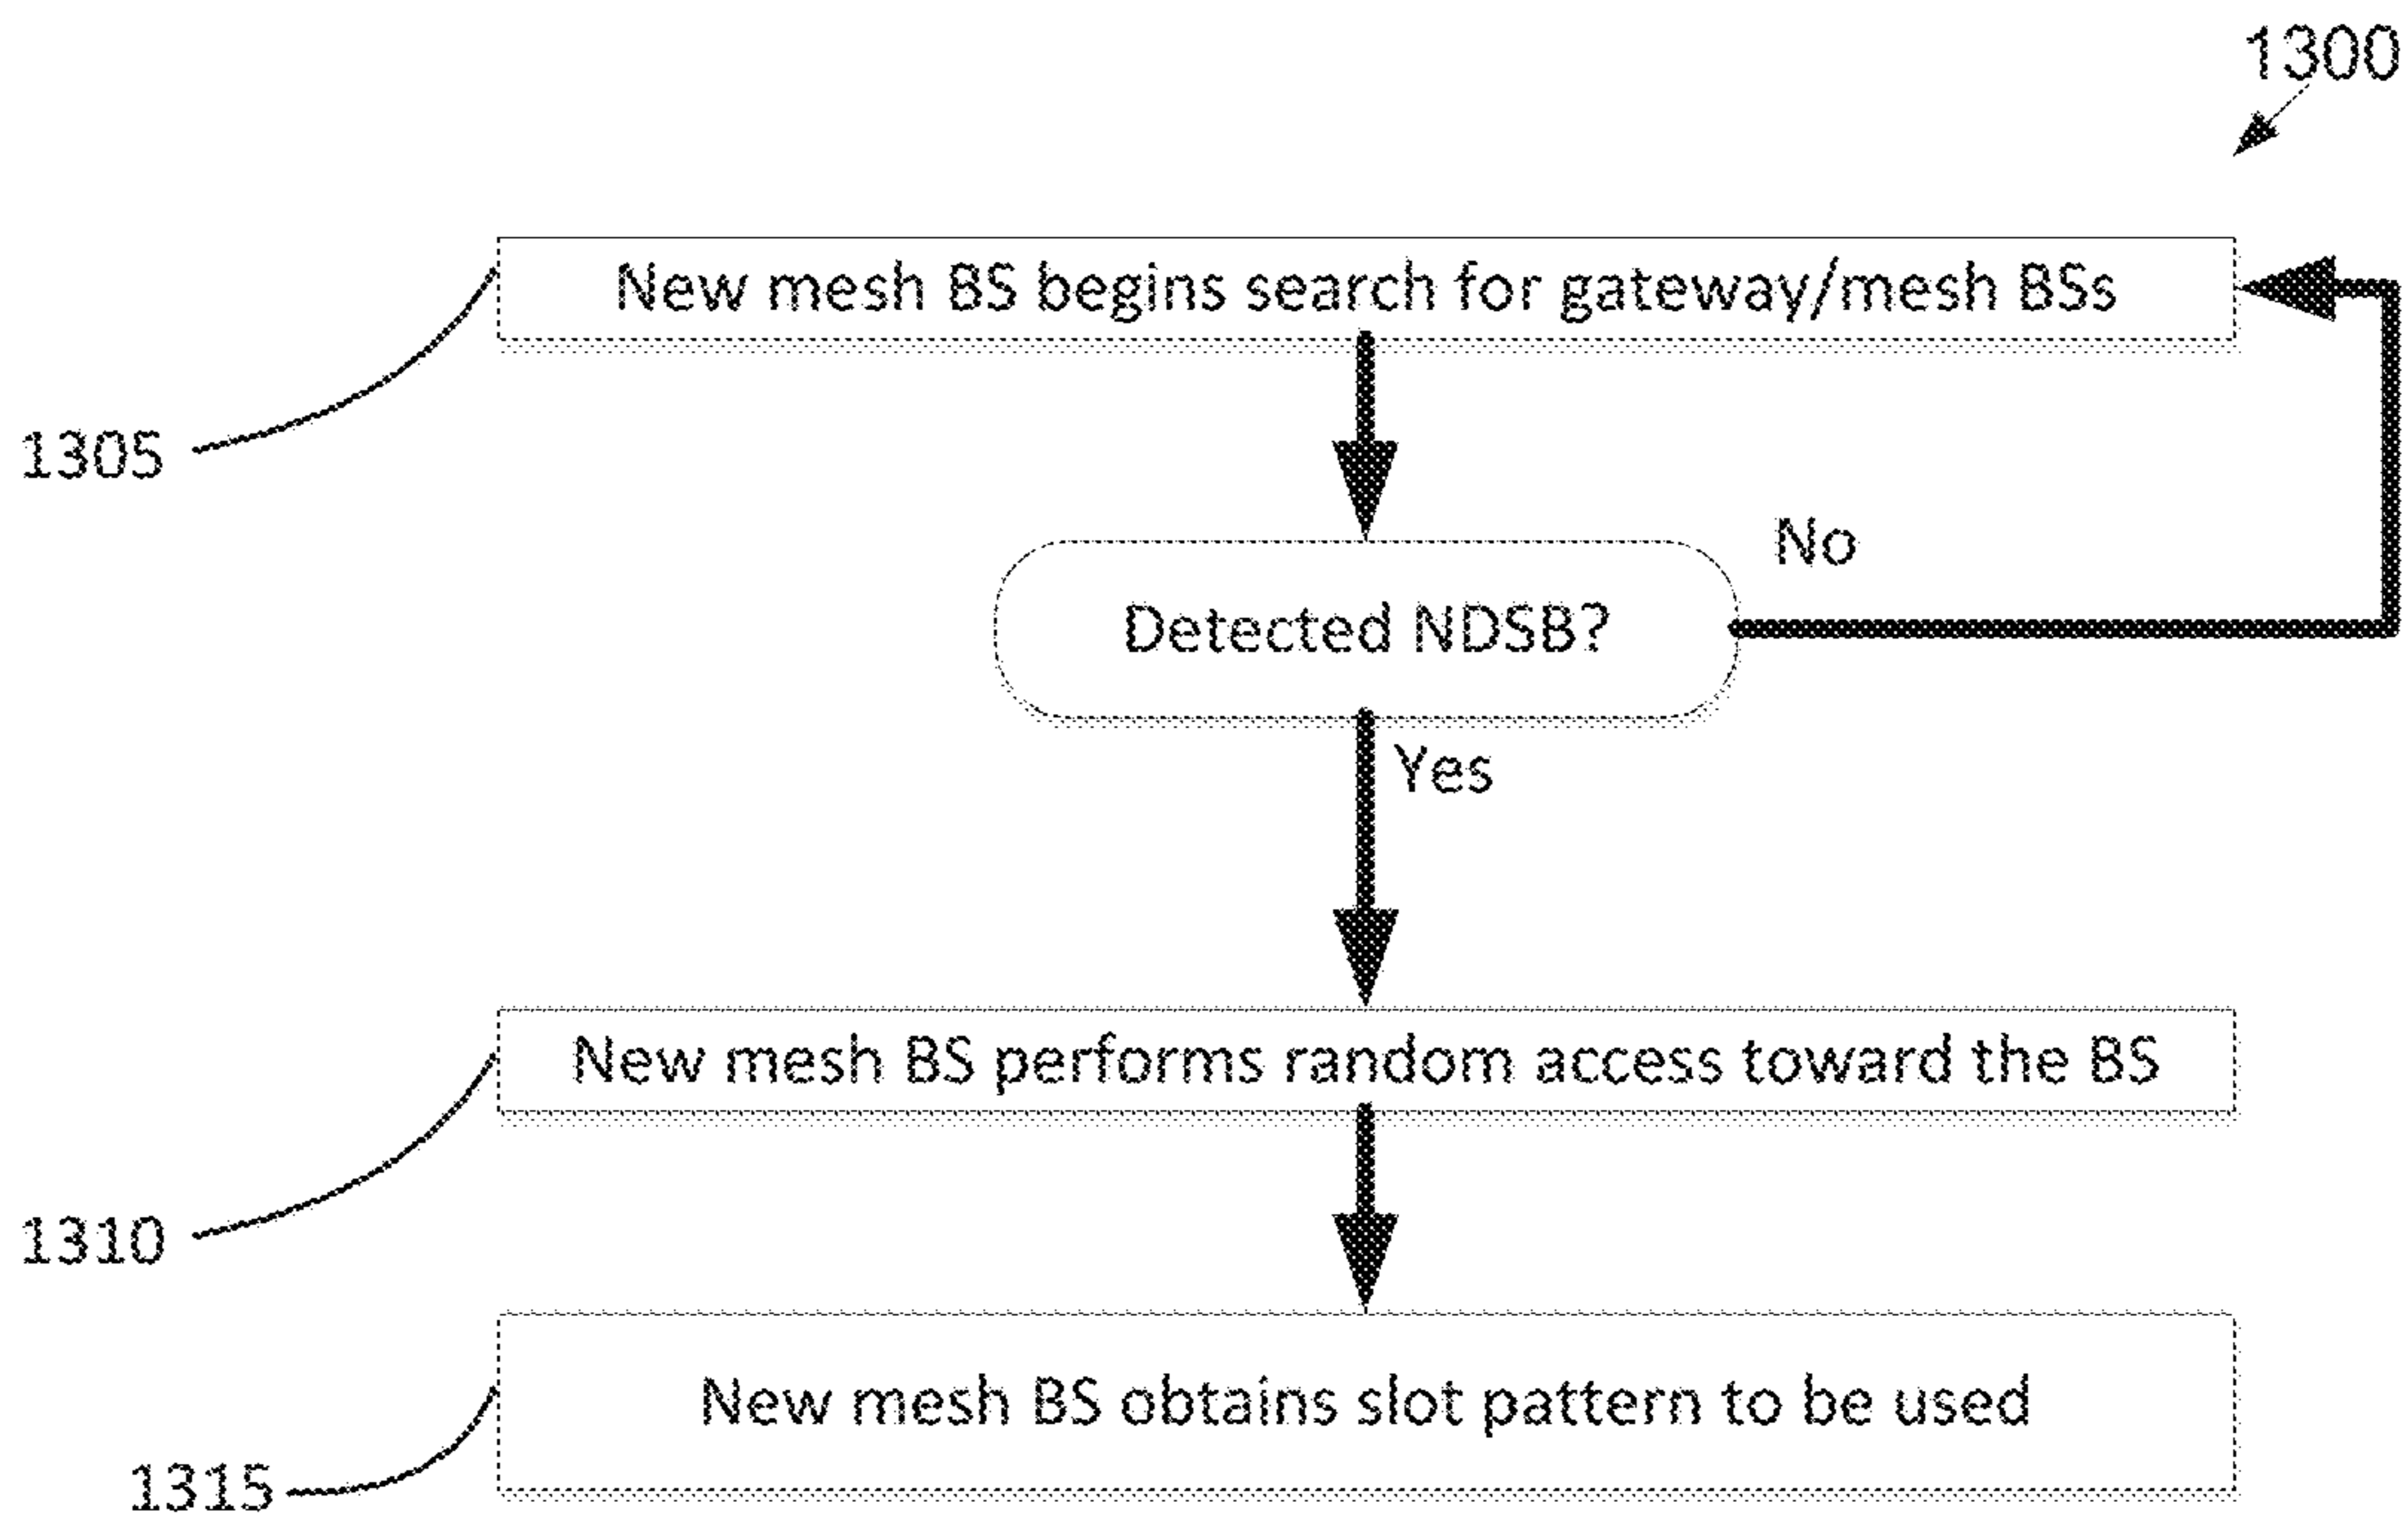 1300
New mesh BS begins search for gateway/mesh BSs
1305
No
Detected NDSB?
Yes
New mesh BS performs random access toward the BS
1310
New mesh BS obtains slot pattern to be used
1315